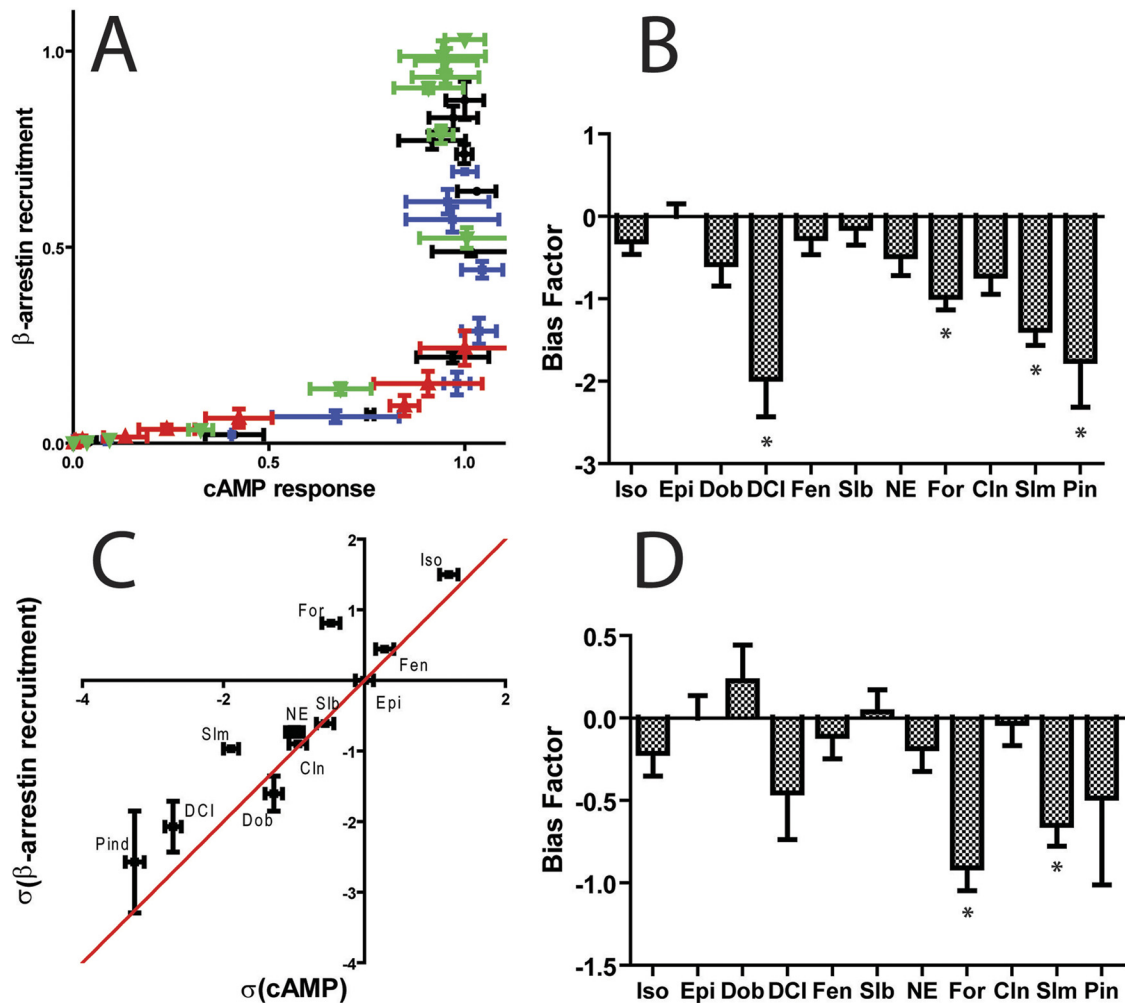 A
β-arrestin recruitment
1.0
0.5
0.0
0.0 0.5 1.0
cAMP response
B
Bias Factor
1
0
-1
-2
-3
* * * *
Iso Epi Dob DCI Fen Slb NE For Cln Slm Pin
C
σ(β-arrestin recruitment)
2
Iso
For
1
Fen
-4 -2 2
Epi
Slb
NE
Slm
-1
Cln
Dob
DCI
-2
Pind
-3
-4
σ(cAMP)
D
Bias Factor
0.5
0.0
-0.5
-1.0
-1.5
* *
Iso Epi Dob DCI Fen Slb NE For Cln Slm Pin